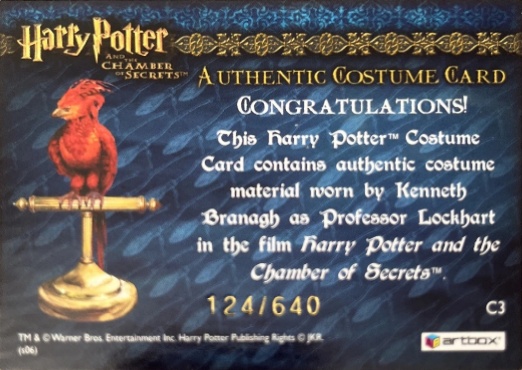 Harry Potter
AND THE
CHAMBER
OF SECRETS™
AUTHENTIC COSTUME CARD
CONGRATULATIONS!
This Harry Potter™ Costume
Card contains authentic costume
material worn by Kenneth
Branagh as Professor Lockhart
in the film Harry Potter and the
Chamber of Secrets™.
124/640
C3
TM & © Warner Bros. Entertainment Inc. Harry Potter Publishing Rights © JKR.
(s06)
artbox